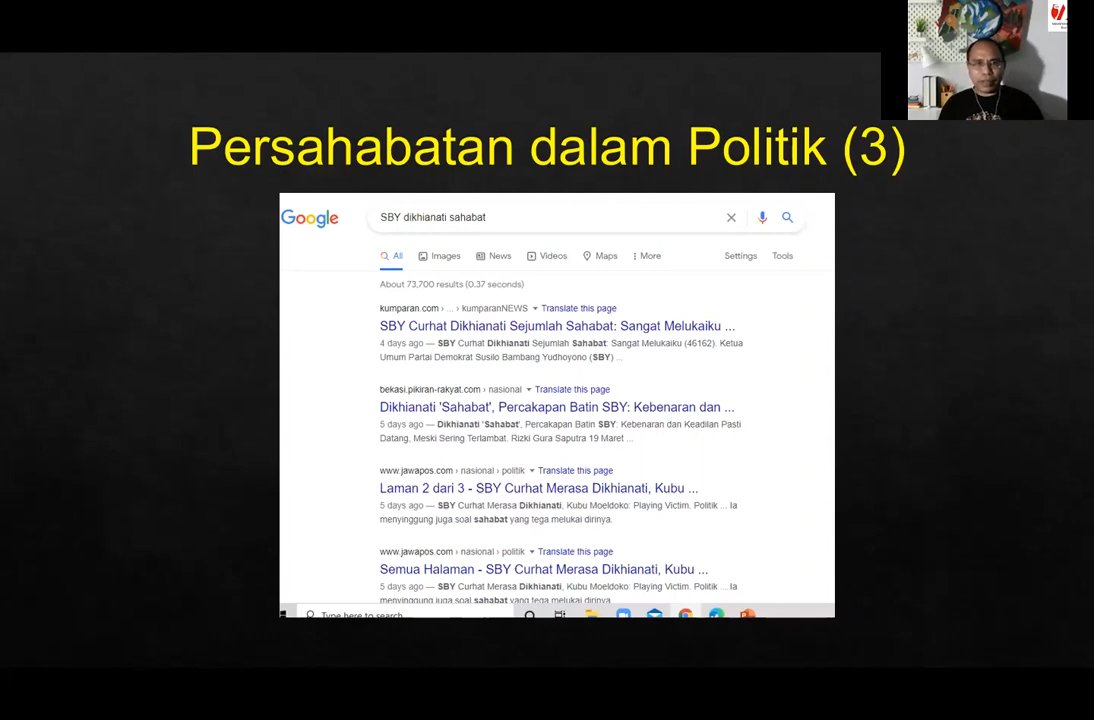 Persahabatan dalam Politik (3)
Google
SBY dikhianati sahabat
All Images News Videos Maps More Settings Tools
About 73,700 results (0.37 seconds)
kumparan.com › ... › kumparanNEWS Translate this page
SBY Curhat Dikhianati Sejumlah Sahabat: Sangat Melukaiku ...
4 days ago — SBY Curhat Dikhianati Sejumlah Sahabat: Sangat Melukaiku (46162). Ketua
Umum Partai Demokrat Susilo Bambang Yudhoyono (SBY) ...
bekasi.pikiran-rakyat.com › nasional Translate this page
Dikhianati 'Sahabat', Percakapan Batin SBY: Kebenaran dan ...
5 days ago — Dikhianati 'Sahabat', Percakapan Batin SBY: Kebenaran dan Keadilan Pasti
Datang, Meski Sering Terlambat. Rizki Gura Saputra 19 Maret ...
www.jawapos.com › nasional › politik Translate this page
Laman 2 dari 3 - SBY Curhat Merasa Dikhianati, Kubu ...
5 days ago — SBY Curhat Merasa Dikhianati, Kubu Moeldoko: Playing Victim. Politik ... Ia
menyinggung juga soal sahabat yang tega melukai dirinya.
www.jawapos.com › nasional › politik Translate this page
Semua Halaman - SBY Curhat Merasa Dikhianati, Kubu ...
5 days ago — SBY Curhat Merasa Dikhianati, Kubu Moeldoko: Playing Victim. Politik ... Ia
menyinggung juga soal sahabat yang tega melukai dirinya
Type here to search